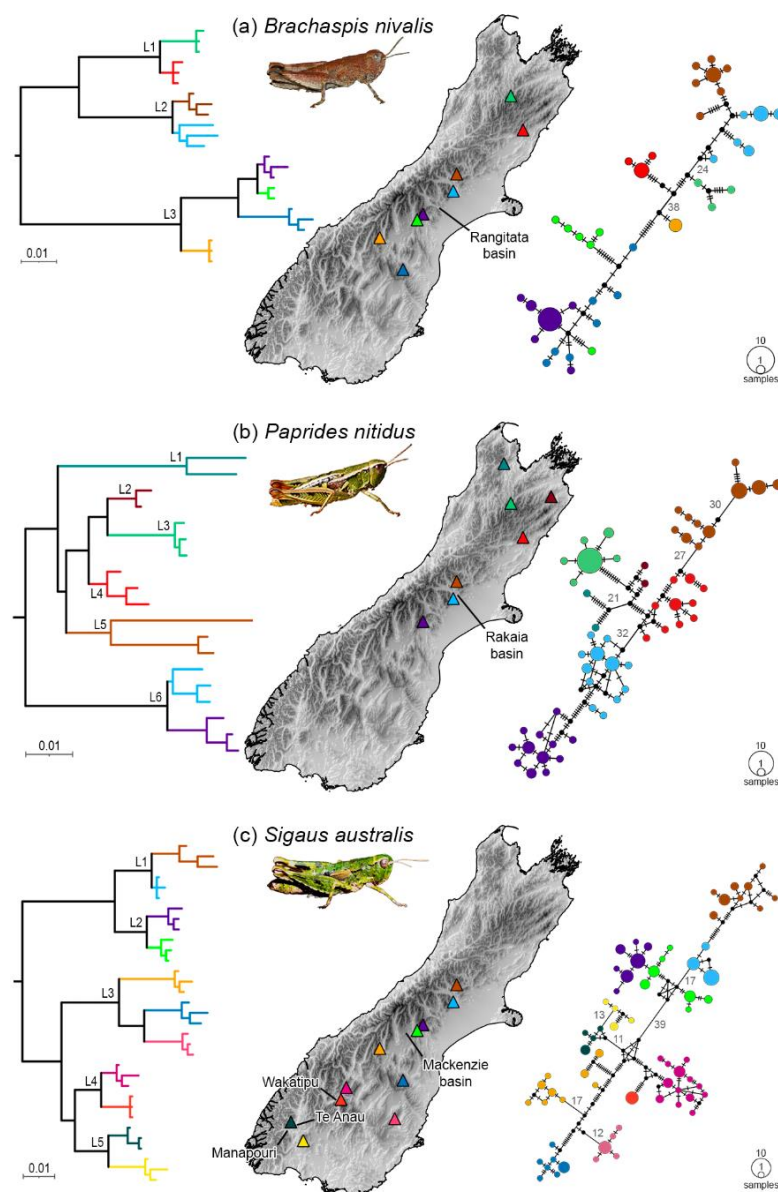 (a) Brachaspis nivalis
L1
L2
L3
0.01
Rangitata
basin
24
38
10
1
samples
(b) Paprides nitidus
L1
L2
L3
L4
L5
L6
0.01
Rakaia
basin
30
27
21
32
10
1
samples
(c) Sigaus australis
L1
L2
L3
L4
L5
0.01
Mackenzie
basin
Wakatipu
Te Anau
Manapouri
17
39
13
11
17
12
10
1
samples